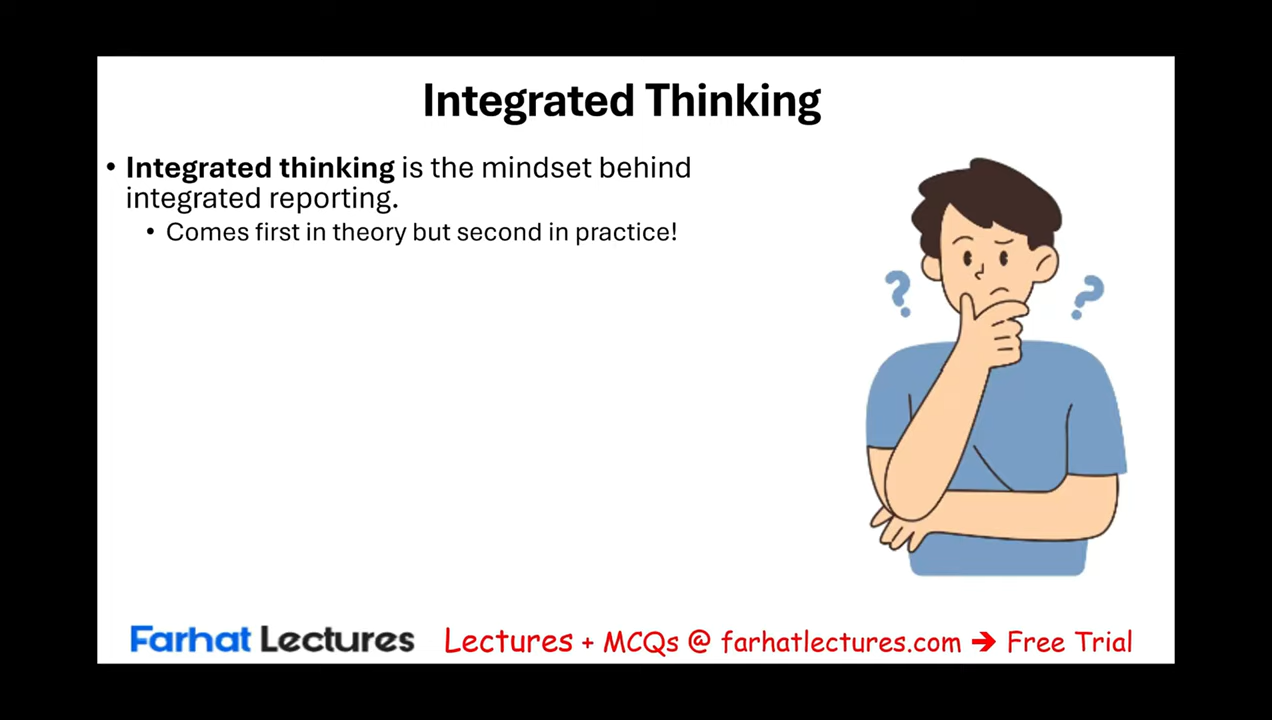 Integrated Thinking
• Integrated thinking is the mindset behind
integrated reporting.
• Comes first in theory but second in practice!
? ?
Farhat Lectures Lectures + MCQs @ farhatlectures.com ➔ Free Trial